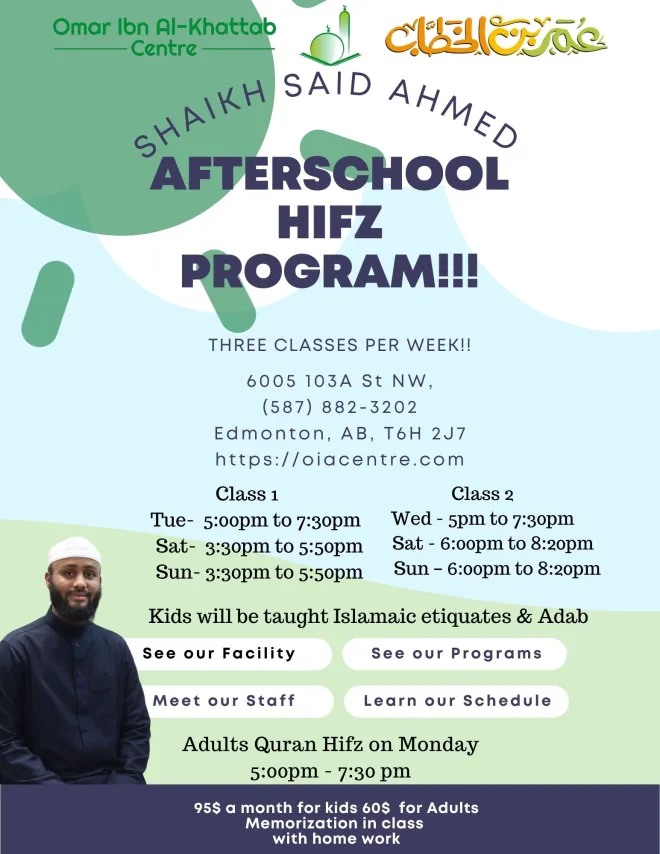 Omar Ibn Al-Khattab
Centre
عمر بن الخطاب
SHAIKH SAID AHMED
AFTERSCHOOL
HIFZ
PROGRAM!!!
THREE CLASSES PER WEEK!!
6005 103A St NW,
(587) 882-3202
Edmonton, AB, T6H 2J7
https://oiacentre.com
Class 1
Tue- 5:00pm to 7:30pm
Sat- 3:30pm to 5:50pm
Sun- 3:30pm to 5:50pm
Class 2
Wed - 5pm to 7:30pm
Sat - 6:00pm to 8:20pm
Sun – 6:00pm to 8:20pm
Kids will be taught Islamaic etiquates & Adab
See our Facility
See our Programs
Meet our Staff
Learn our Schedule
Adults Quran Hifz on Monday
5:00pm - 7:30 pm
95$ a month for kids 60$ for Adults
Memorization in class
with home work